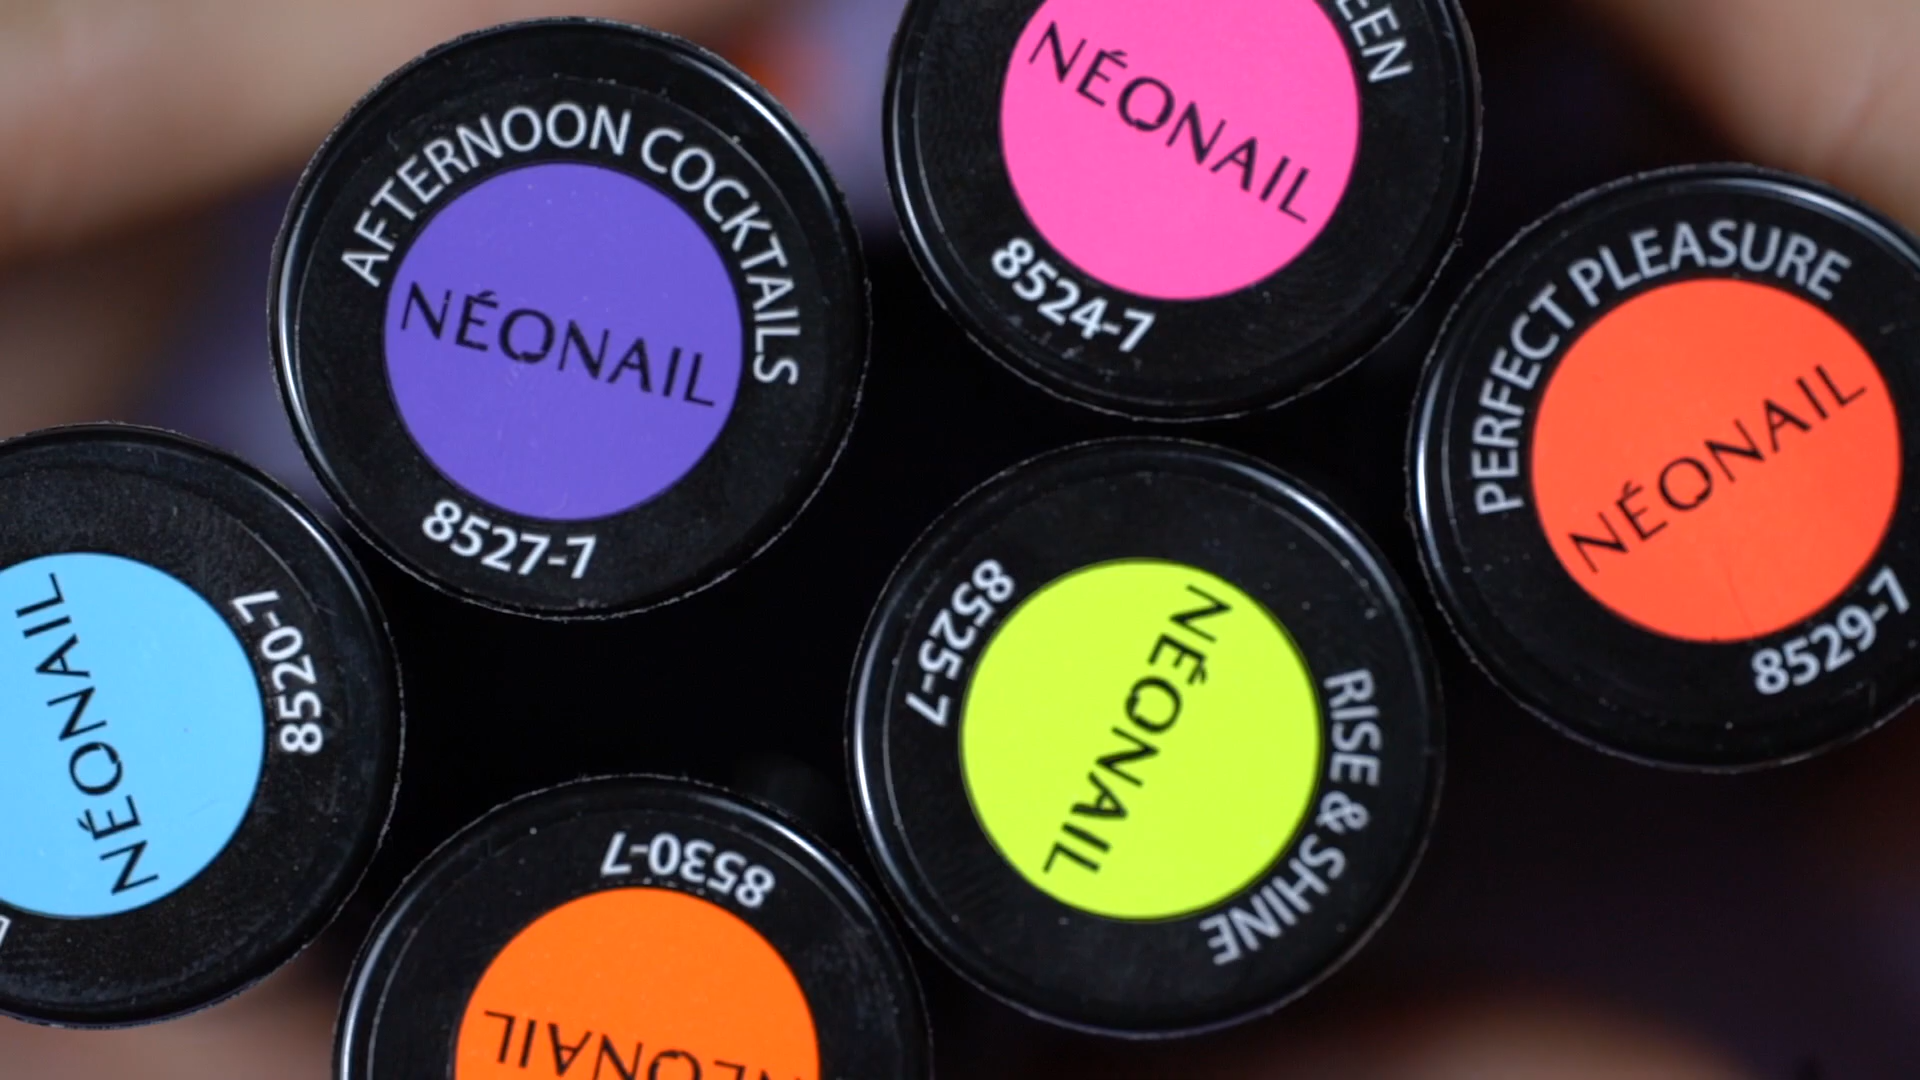 AFTERNOON COCKTAILS
NÉONAIL
8527-7
NÉONAIL
8524-7
PERFECT PLEASURE
NÉONAIL
8529-7
8520-7
NÉONAIL
8525-7
NÉONAIL
RISE & SHINE
8530-7
NÉONAIL